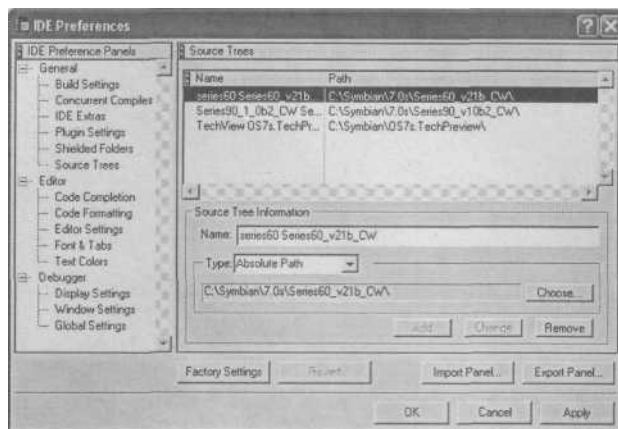 IDE Preferences
IDE Preference Panels
General
Build Settings
Concurrent Compiles
IDE Extras
Plugin Settings
Shielded Folders
Source Trees
Editor
Code Completion
Code Formatting
Editor Settings
Font & Tabs
Text Colors
Debugger
Display Settings
Window Settings
Global Settings
Source Trees
Name Path
series60 Series60_v21b C:\Symbian\7.0s\Series60_v21b_CW\
Series90_1_0b2_CW Se... C:\Symbian\7.0s\Series90_v10b2_CW\
TechView OS7s.TechPr... C:\Symbian\OS7s.TechPreview\
Source Tree Information
Name: series60 Series60_v21b_CW
Type: Absolute Path
C:\Symbian\7.0s\Series60_v21b_CW\ Choose...
Add Change Remove
Factory Settings Revert Import Panel... Export Panel...
OK Cancel Apply